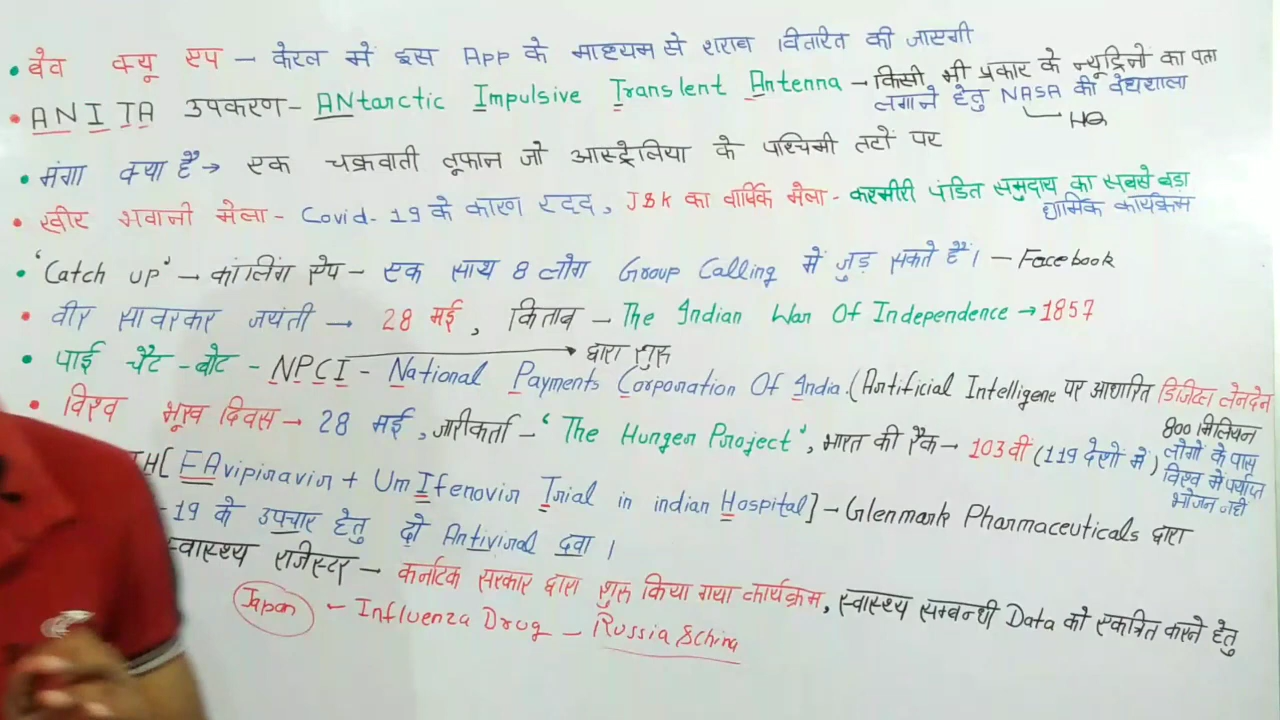 बेव क्यू एप - केरल में इस App के माध्यम से शराब वितरित की जाएगी
ANITA उपकरण - ANtarctic Impulsive Translent Antenna - किसी भी प्रकार के न्यूट्रिनों का पता
लगाने हेतु NASA की वेधशाला
HQ
मंगा क्या है → एक चक्रवाती तूफान जो आस्ट्रेलिया के पश्चिमी तटों पर
खीर भवानी मेला - Covid-19 के कारण रद्द, J&K का वार्षिक मेला - कश्मीरी पंडित समुदाय का सबसे बड़ा
धार्मिक कार्यक्रम
'Catch UP' → कॉलिंग ऐप - एक साथ 8 लोग Group Calling में जुड़ सकते हैं। - Facebook
वीर सावरकर जयंती → 28 मई, किताब - The Indian War Of Independence → 1857
पाई चैट-बोट - NPCI - National Payments Corporation Of India. (Artificial Intelligene पर आधारित डिजिटल लेनदेन
द्वारा शुरू
विश्व भूख दिवस → 28 मई, जारीकर्ता - 'The Hunger Project', भारत की रैंक - 103वीं (119 देशों में)
800 मिलियन
लोगों के पास
विश्व में पर्याप्त
भोजन नहीं
TH[FAvipiravir + UmIfenovir Trial in indian Hospital] - Glenmark Pharmaceuticals द्वारा
-19 के उपचार हेतु दो Antiviral दवा।
स्वास्थ्य रजिस्टर → कर्नाटक सरकार द्वारा शुरू किया गया कार्यक्रम, स्वास्थ्य सम्बन्धी Data को एकत्रित करने हेतु
Japan - Influenza Drug - Russia & China